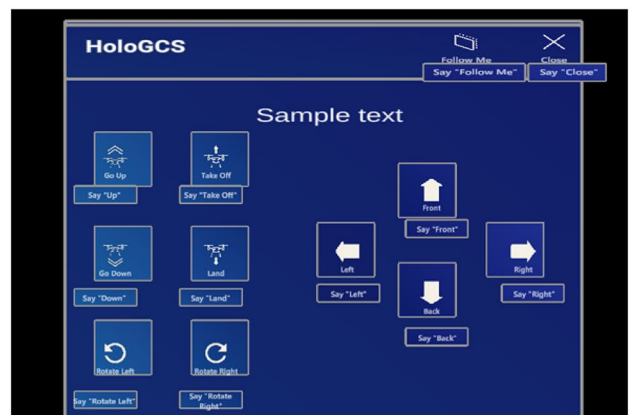 HoloGCS
Follow Me
Close
Say "Follow Me"
Say "Close"
Sample text
Go Up
Take Off
Say "Up"
Say "Take Off"
Front
Say "Front"
Go Down
Land
Left
Right
Say "Down"
Say "Land"
Say "Left"
Say "Right"
Back
Say "Back"
Rotate Left
Rotate Right
Say "Rotate Left"
Say "Rotate
Right"